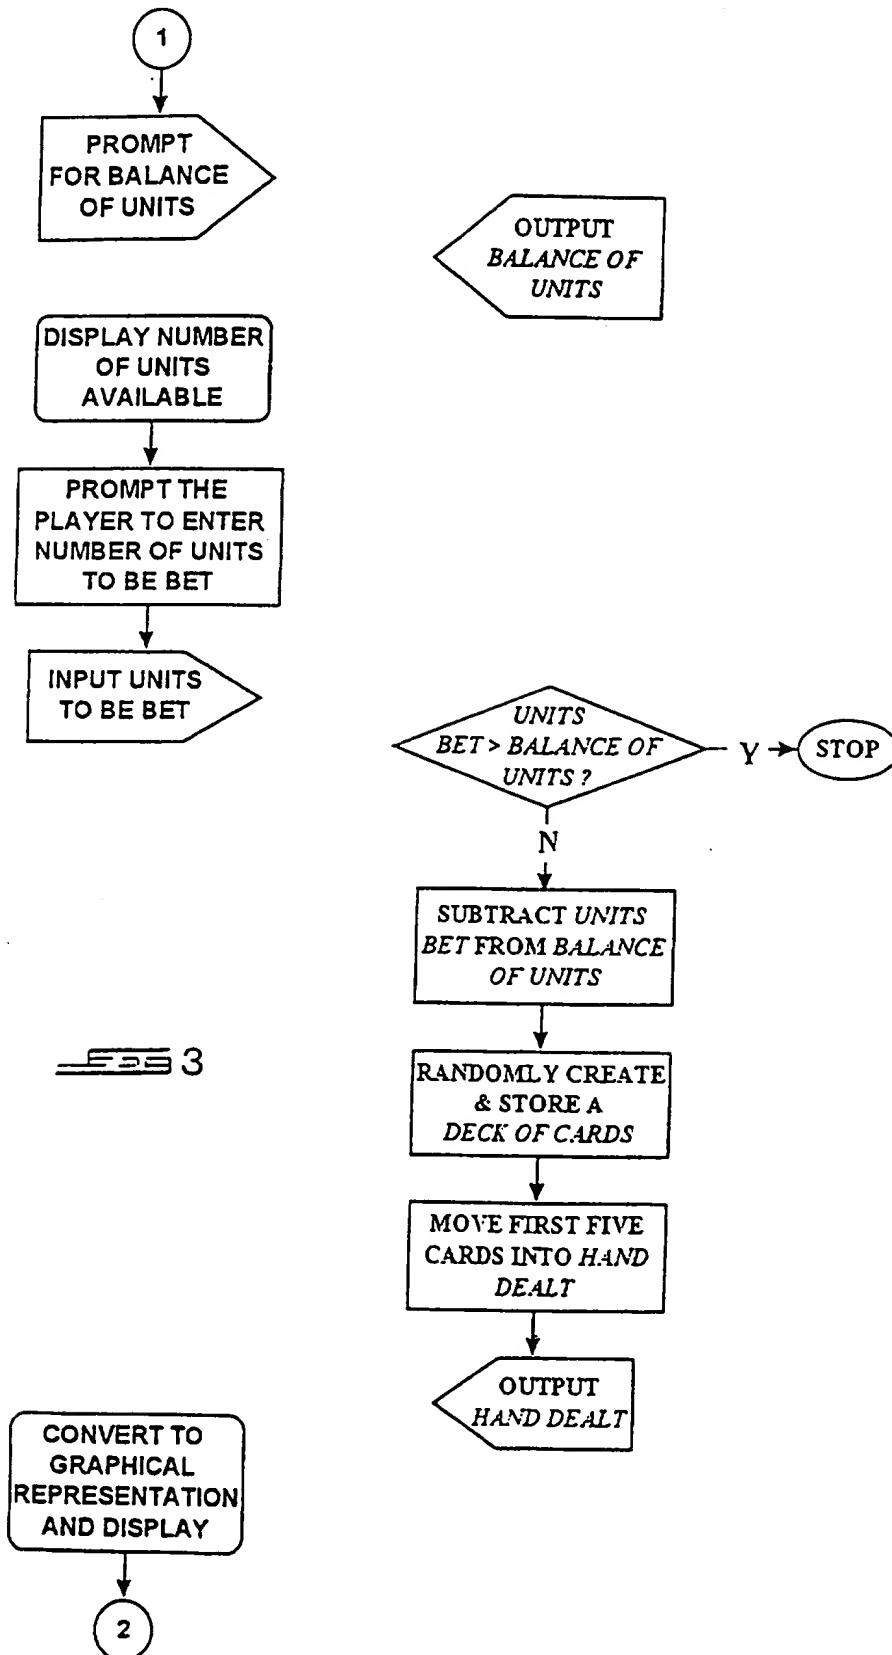 1
PROMPT
FOR BALANCE
OF UNITS
OUTPUT
BALANCE OF
UNITS
DISPLAY NUMBER
OF UNITS
AVAILABLE
PROMPT THE
PLAYER TO ENTER
NUMBER OF UNITS
TO BE BET
INPUT UNITS
TO BE BET
UNITS
BET > BALANCE OF
UNITS ?
Y
STOP
N
SUBTRACT UNITS
BET FROM BALANCE
OF UNITS
3
RANDOMLY CREATE
& STORE A
DECK OF CARDS
MOVE FIRST FIVE
CARDS INTO HAND
DEALT
OUTPUT
HAND DEALT
CONVERT TO
GRAPHICAL
REPRESENTATION
AND DISPLAY
2